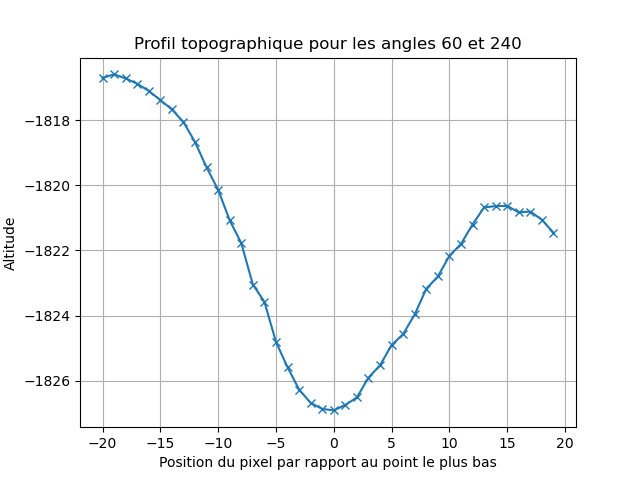 Profil topographique pour les angles 60 et 240
−1818
−1820
−1822
−1824
−1826
Altitude
−20 −15 −10 −5 0 5 10 15 20
Position du pixel par rapport au point le plus bas